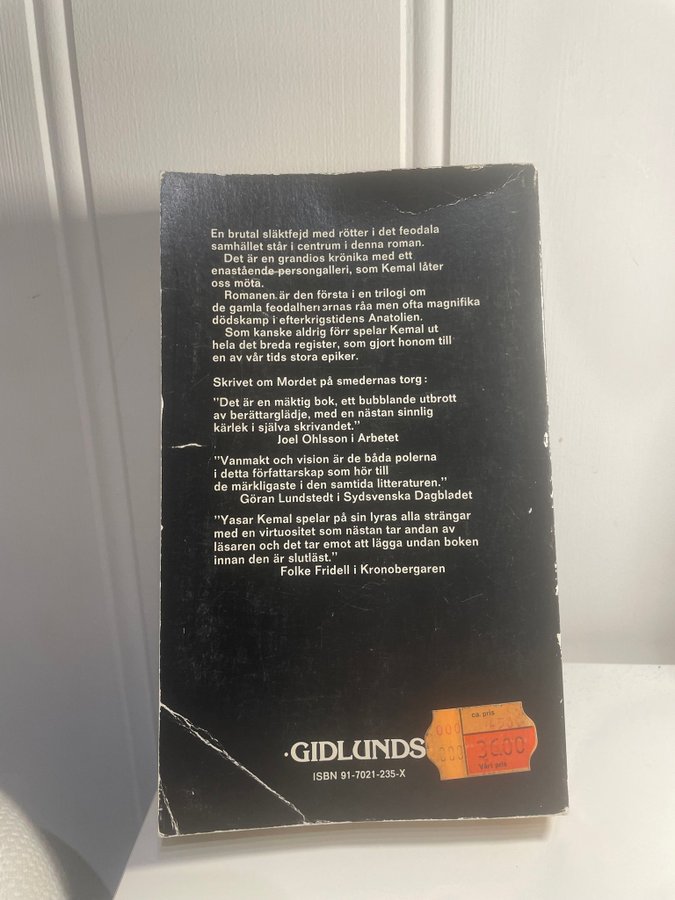 En brutal släktfejd med rötter i det feodala
samhället står i centrum i denna roman.
Det är en grandios krönika med ett
enastående persongalleri, som Kemal låter
oss möta.
Romanen är den första i en trilogi om
de gamla feodalherrarnas råa men ofta magnifika
dödskamp i efterkrigstidens Anatolien.
Som kanske aldrig förr spelar Kemal ut
hela det breda register, som gjort honom till
en av vår tids stora epiker.
Skrivet om Mordet på smedernas torg:
"Det är en mäktig bok, ett bubblande utbrott
av berättarglädje, med en nästan sinnlig
kärlek i själva skrivandet."
Joel Ohlsson i Arbetet
"Vanmakt och vision är de båda polerna
i detta författarskap som hör till
de märkligaste i den samtida litteraturen."
Göran Lundstedt i Sydsvenska Dagbladet
"Yasar Kemal spelar på sin lyras alla strängar
med en virtuositet som nästan tar andan av
läsaren och det tar emot att lägga undan boken
innan den är slutläst."
Folke Fridell i Kronobergaren
GIDLUNDS
ISBN 91-7021-235-X
ca. pris
000
000 3600
Vårt pris